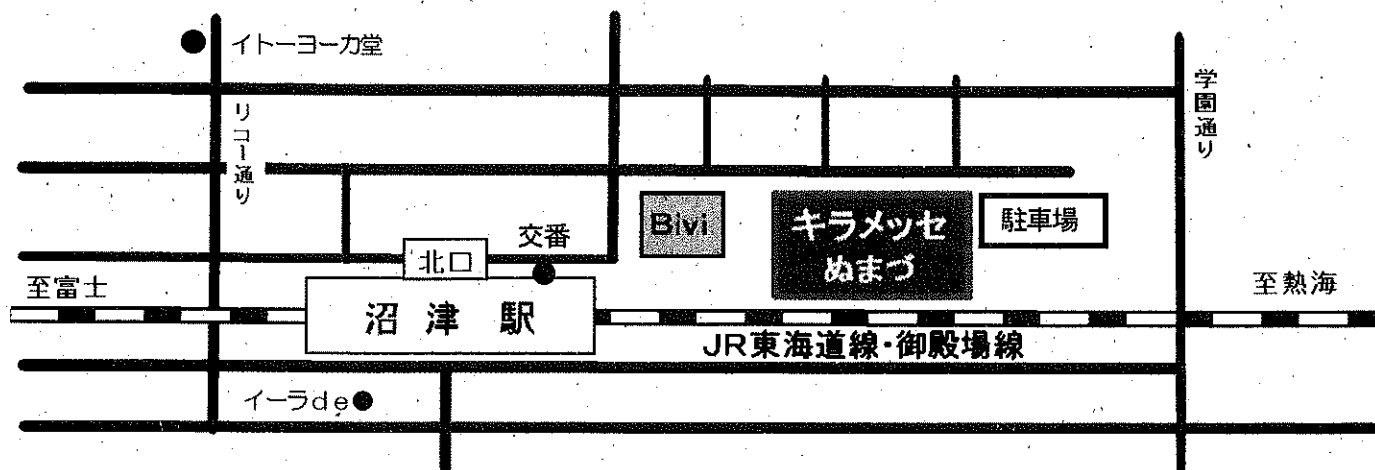 イトーヨーカ堂
リコー通り
学園通り
Bivi
キラメッセ
ぬまづ
駐車場
交番
北口
至富士
沼津駅
至熱海
JR東海道線・御殿場線
イーラde